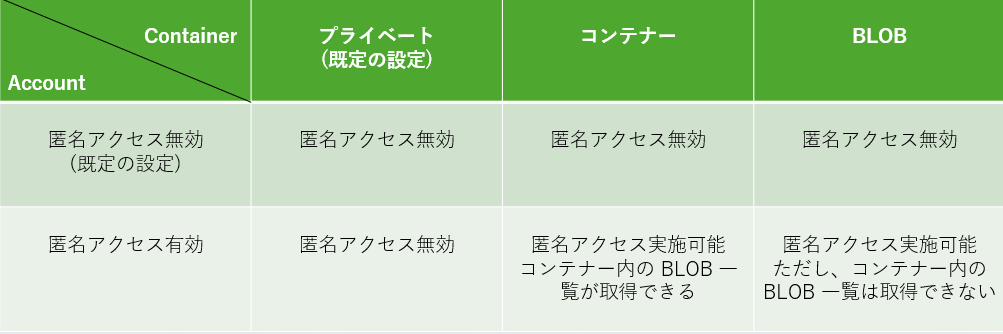 Container
Account
プライベート
(既定の設定)
コンテナー
BLOB
匿名アクセス無効
(既定の設定)
匿名アクセス無効
匿名アクセス無効
匿名アクセス無効
匿名アクセス有効
匿名アクセス無効
匿名アクセス実施可能
コンテナー内の BLOB 一
覧が取得できる
匿名アクセス実施可能
ただし、コンテナー内の
BLOB 一覧は取得できない